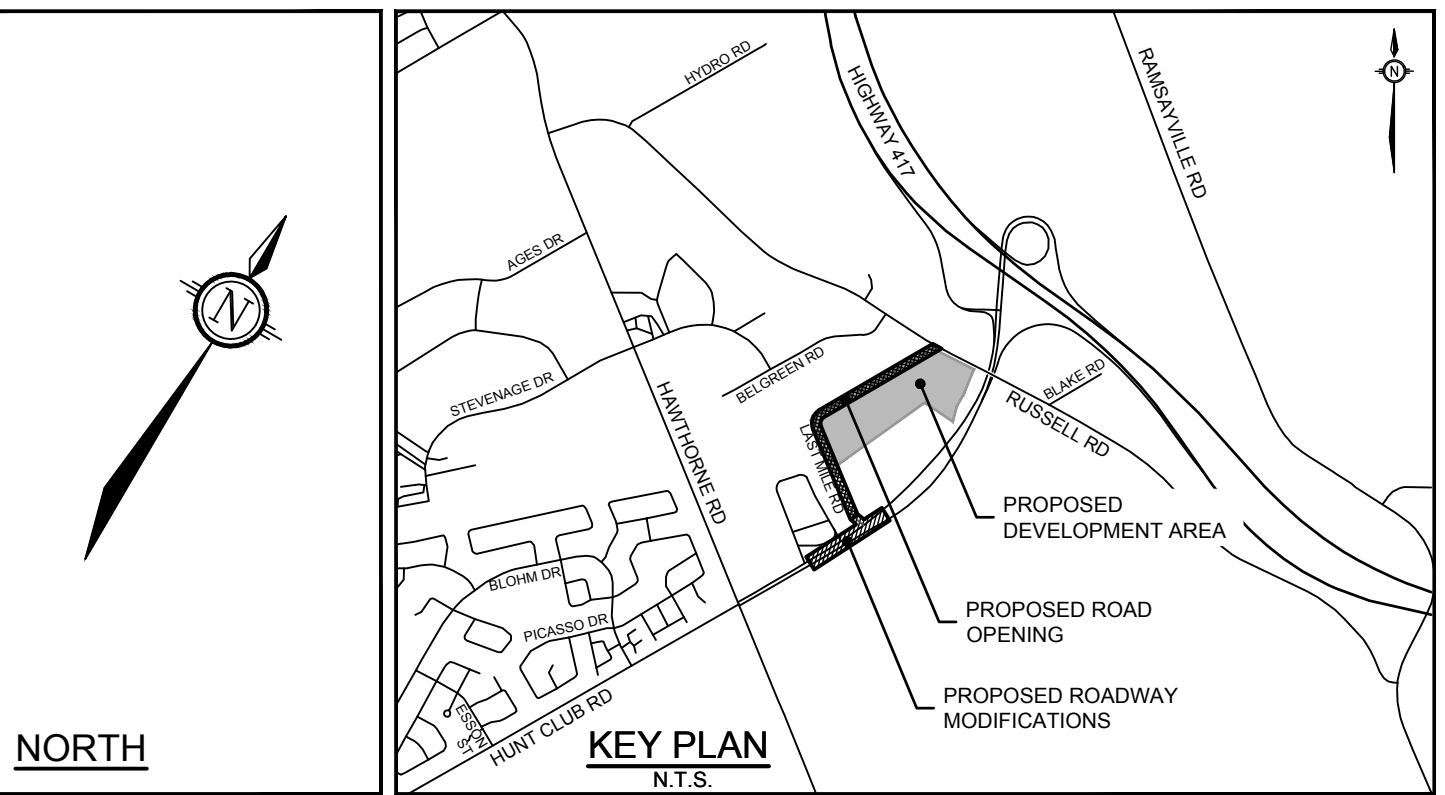 N
NORTH
N
HYDRO RD
HIGHWAY 417
RAMSAYVILLE RD
AGES DR
STEVENAGE DR
HAWTHORNE RD
BELGREEN RD
LAST MILE RD
BLAKE RD
RUSSELL RD
PROPOSED
DEVELOPMENT AREA
BLOHM DR
PICASSO DR
PROPOSED ROAD
OPENING
PROPOSED ROADWAY
MODIFICATIONS
ESSON
ST
HUNT CLUB RD
KEY PLAN
N.T.S.